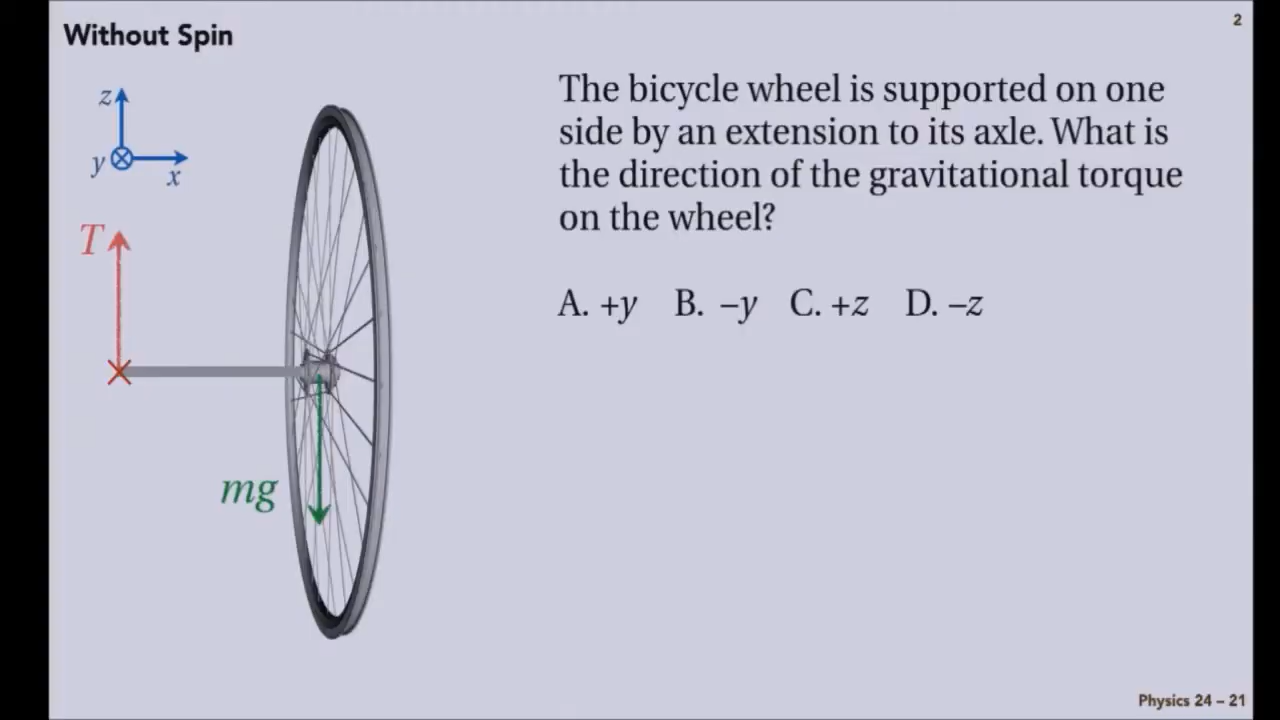 Without Spin
2
z
y
x
T
mg
The bicycle wheel is supported on one
side by an extension to its axle. What is
the direction of the gravitational torque
on the wheel?
A. +y B. –y C. +z D. –z
Physics 24 – 21